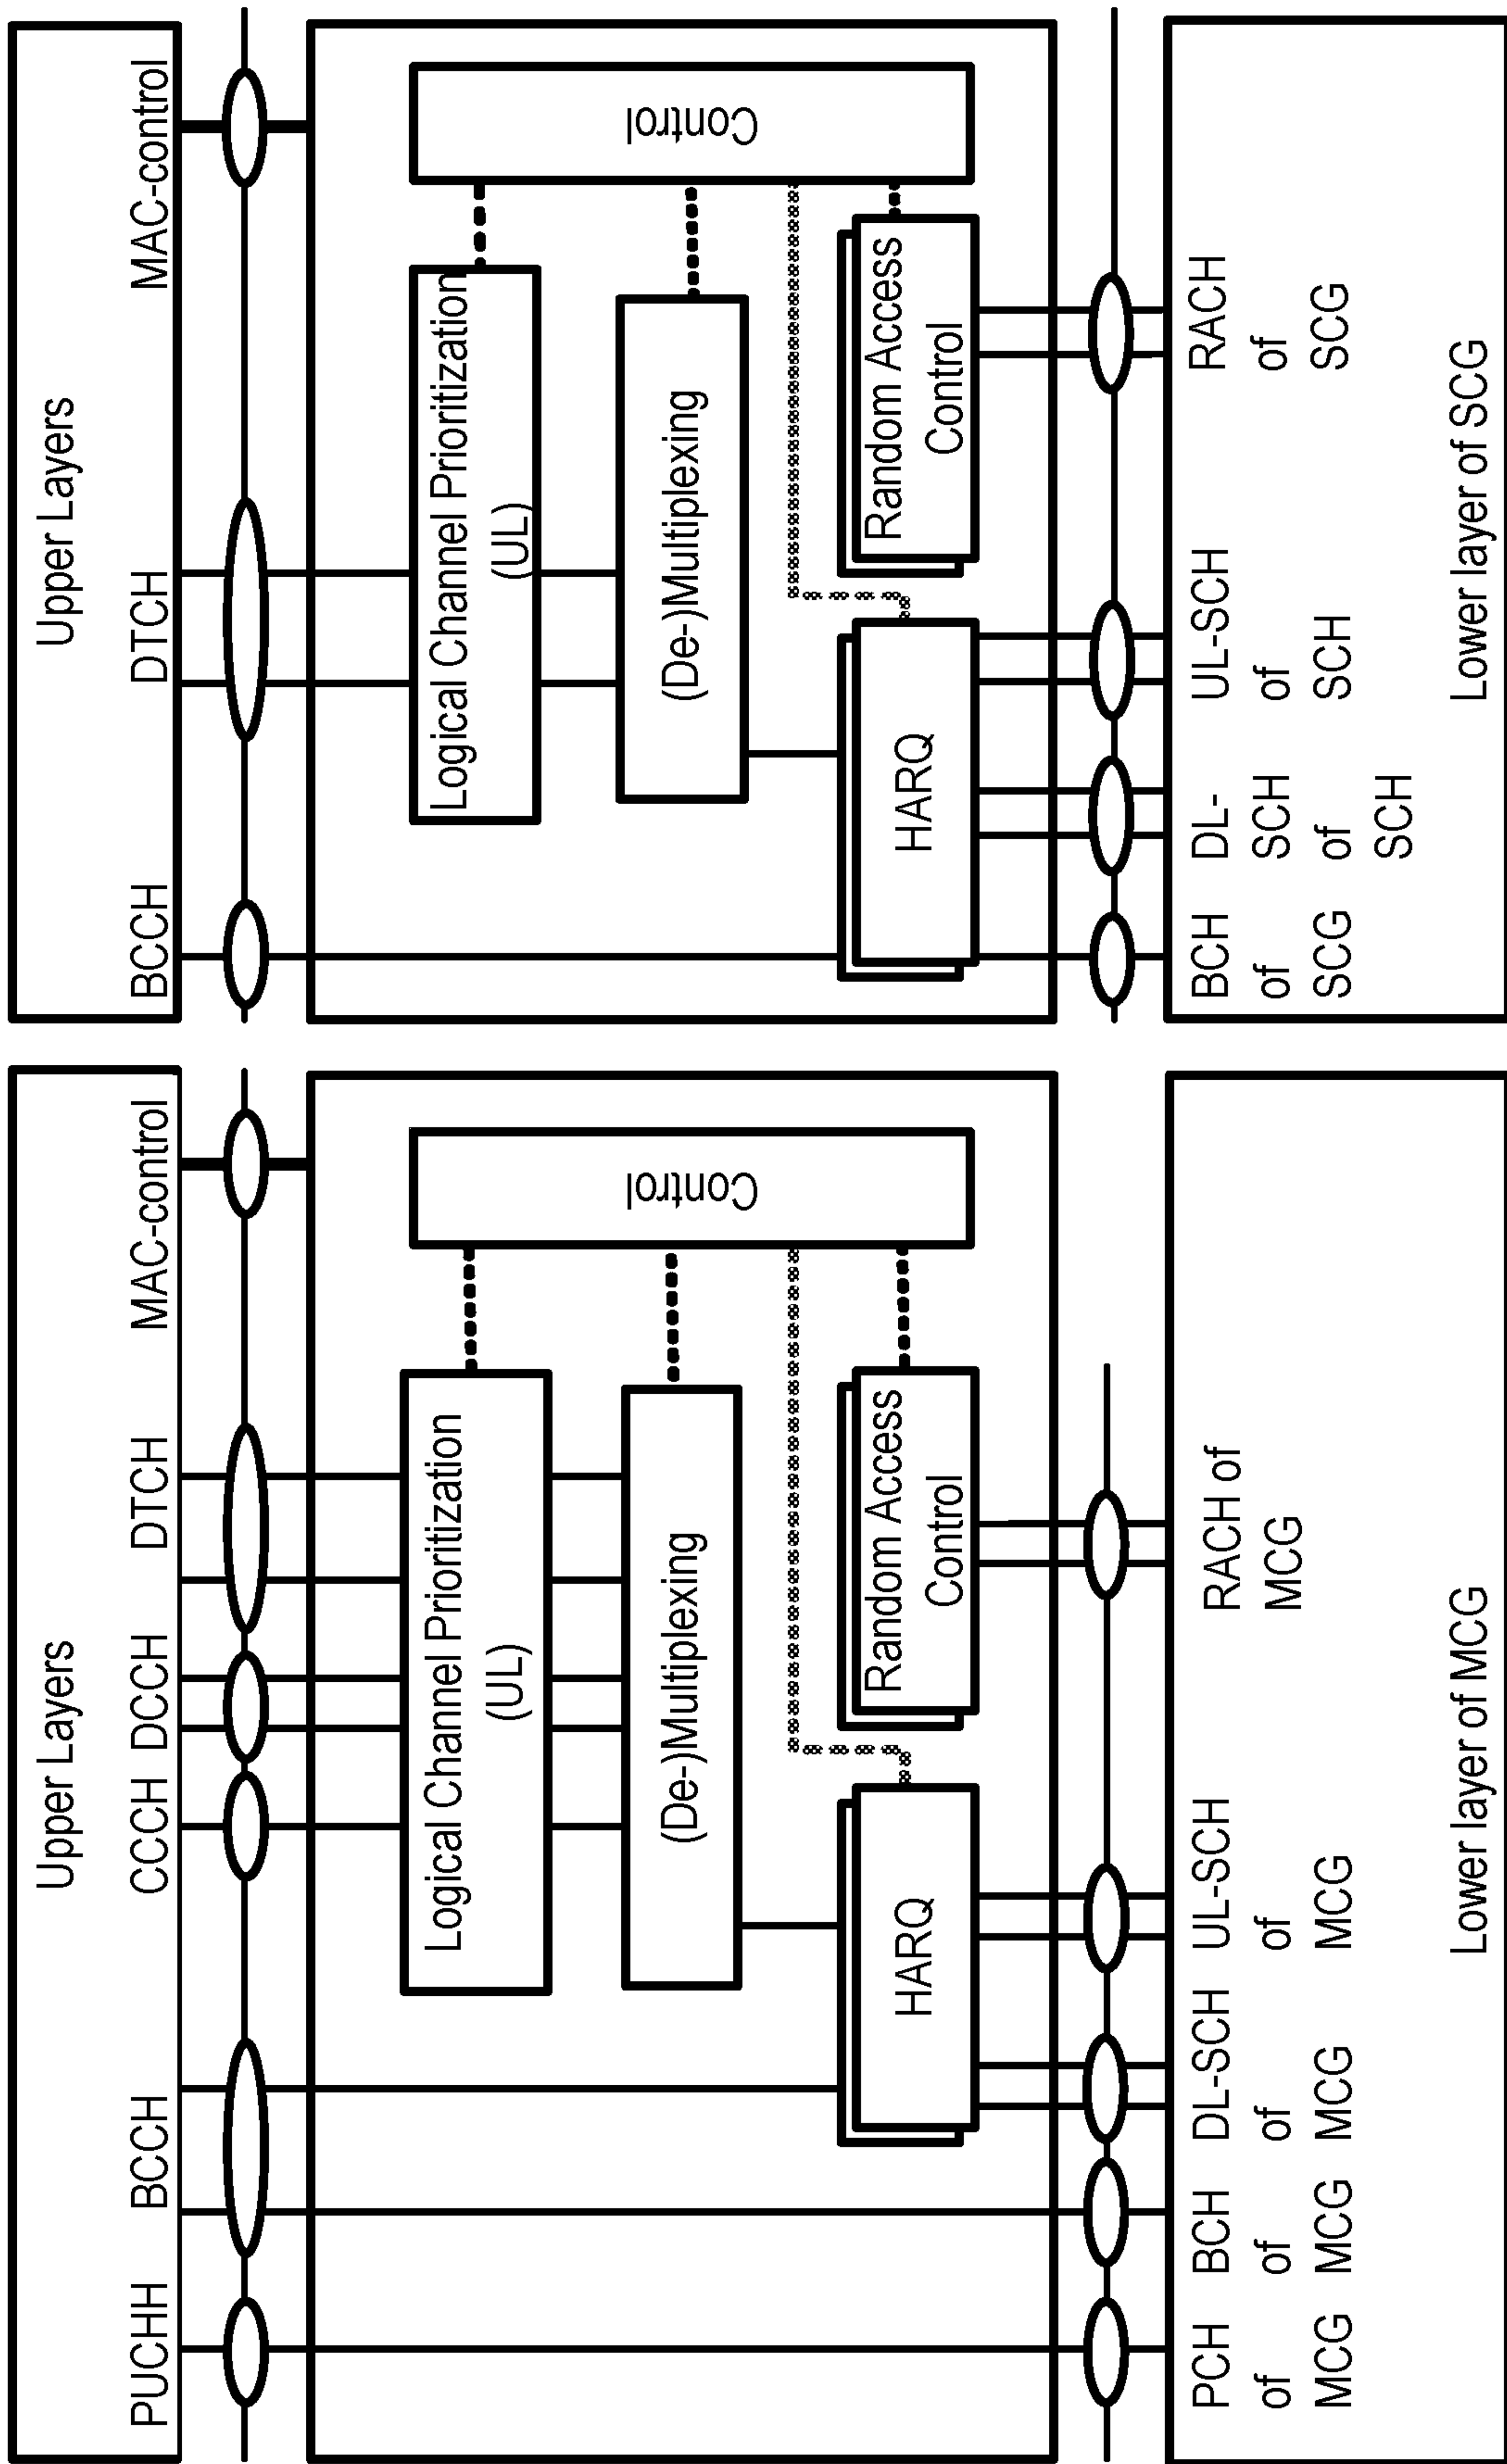 Upper Layers
PUCHH
BCCH
CCCH
DCCH
DTCH
MAC-control
Logical Channel Prioritization
(UL)
(De-)Multiplexing
HARQ
Random Access
Control
Control
PCH
of
MCG
BCH
of
MCG
DL-SCH
of
MCG
UL-SCH
of
MCG
RACH of
MCG
Lower layer of MCG
Upper Layers
BCCH
DTCH
MAC-control
Logical Channel Prioritization
(UL)
(De-)Multiplexing
HARQ
Random Access
Control
Control
BCH
of
SCG
DL-
SCH
of
SCH
UL-SCH
of
SCH
RACH
of
SCG
Lower layer of SCG